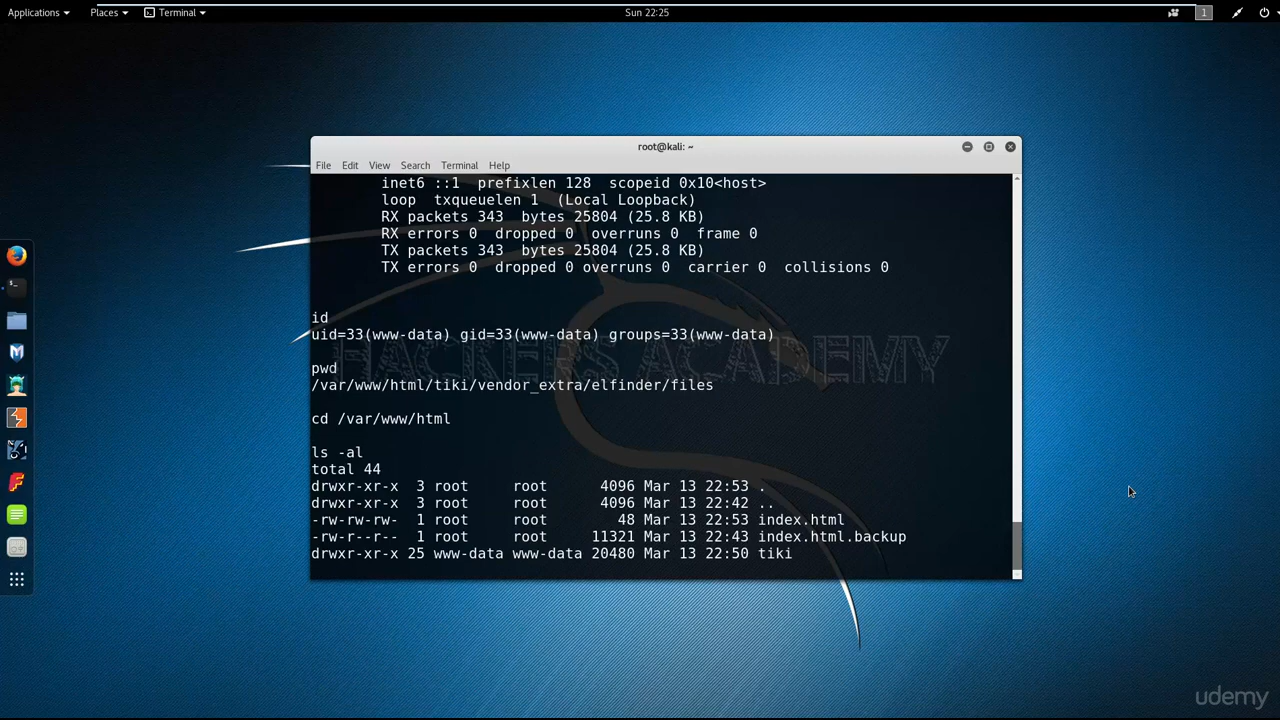 Applications Places Terminal Sun 22:25 1
root@kali: ~
File Edit View Search Terminal Help
inet6 ::1 prefixlen 128 scopeid 0x10<host>
loop txqueuelen 1 (Local Loopback)
RX packets 343 bytes 25804 (25.8 KB)
RX errors 0 dropped 0 overruns 0 frame 0
TX packets 343 bytes 25804 (25.8 KB)
TX errors 0 dropped 0 overruns 0 carrier 0 collisions 0
id
uid=33(www-data) gid=33(www-data) groups=33(www-data)
HACKERS ACADEMY
pwd
/var/www/html/tiki/vendor_extra/elfinder/files
cd /var/www/html
ls -al
total 44
drwxr-xr-x 3 root root 4096 Mar 13 22:53 .
drwxr-xr-x 3 root root 4096 Mar 13 22:42 ..
-rw-rw-rw- 1 root root 48 Mar 13 22:53 index.html
-rw-r--r-- 1 root root 11321 Mar 13 22:43 index.html.backup
drwxr-xr-x 25 www-data www-data 20480 Mar 13 22:50 tiki
udemy